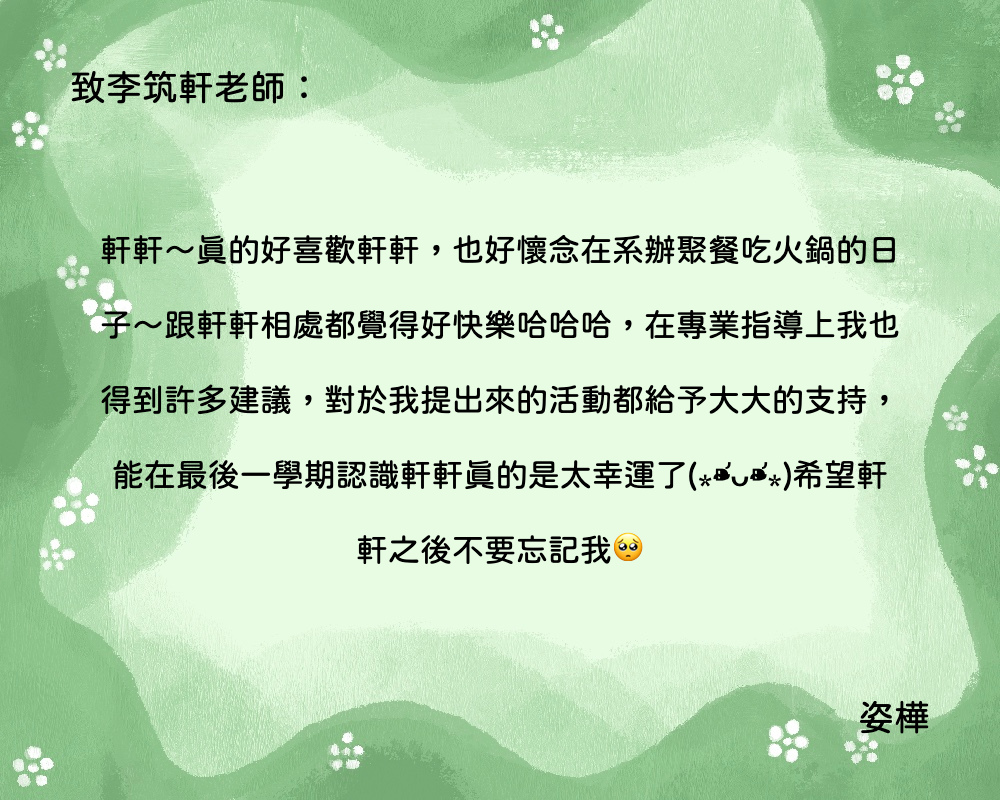 致李筑軒老師：
軒軒～真的好喜歡軒軒，也好懷念在系辦聚餐吃火鍋的日
子～跟軒軒相處都覺得好快樂哈哈哈，在專業指導上我也
得到許多建議，對於我提出來的活動都給予大大的支持，
能在最後一學期認識軒軒真的是太幸運了(⁎⁍̴̛ᴗ⁍̴̛⁎)希望軒
軒之後不要忘記我🥺
姿樺